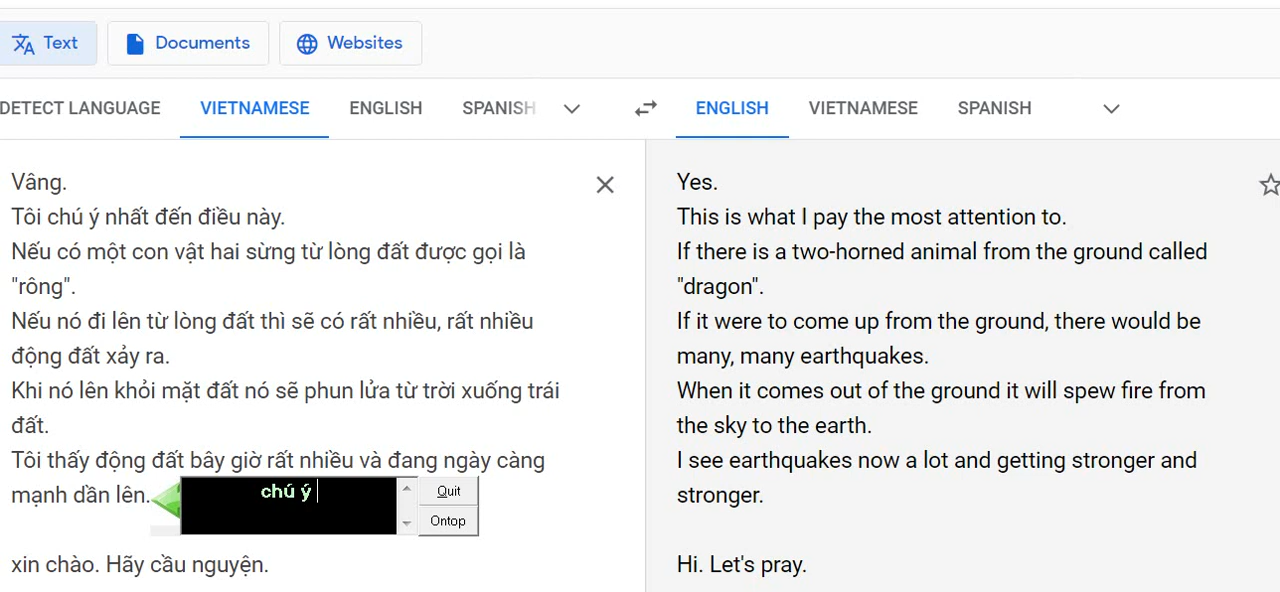 Text Documents Websites
DETECT LANGUAGE VIETNAMESE ENGLISH SPANISH ENGLISH VIETNAMESE SPANISH
Vâng.
Tôi chú ý nhất đến điều này.
Nếu có một con vật hai sừng từ lòng đất được gọi là
"rông".
Nếu nó đi lên từ lòng đất thì sẽ có rất nhiều, rất nhiều
động đất xảy ra.
Khi nó lên khỏi mặt đất nó sẽ phun lửa từ trời xuống trái
đất.
Tôi thấy động đất bây giờ rất nhiều và đang ngày càng
mạnh dần lên.
chú ý
Quit
Ontop
xin chào. Hãy cầu nguyện.
Yes.
This is what I pay the most attention to.
If there is a two-horned animal from the ground called
"dragon".
If it were to come up from the ground, there would be
many, many earthquakes.
When it comes out of the ground it will spew fire from
the sky to the earth.
I see earthquakes now a lot and getting stronger and
stronger.
Hi. Let's pray.